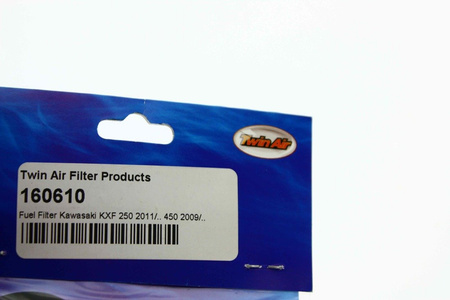 Twin Air
Twin Air Filter Products
160610
Fuel Filter Kawasaki KXF 250 2011/.. 450 2009/..